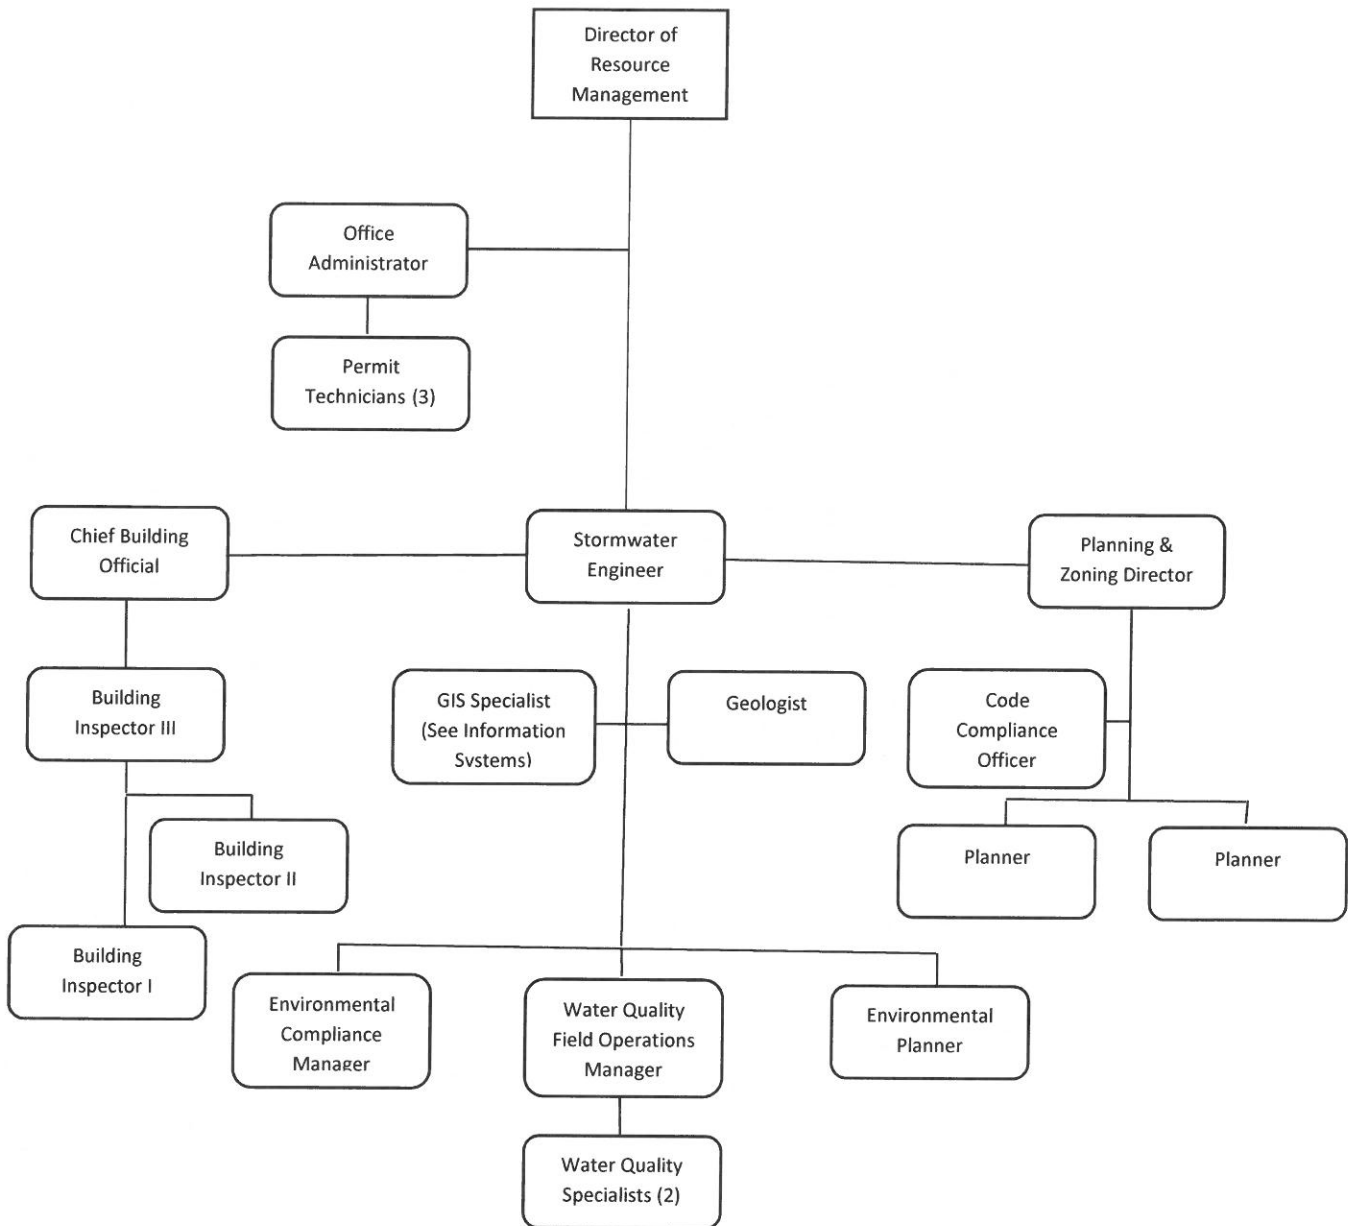 Director of
Resource
Management
Office
Administrator
Permit
Technicians (3)
Chief Building
Official
Stormwater
Engineer
Planning &
Zoning Director
Building
Inspector III
GIS Specialist
(See Information
Systems)
Geologist
Code
Compliance
Officer
Building
Inspector II
Planner
Planner
Building
Inspector I
Environmental
Compliance
Manager
Water Quality
Field Operations
Manager
Environmental
Planner
Water Quality
Specialists (2)